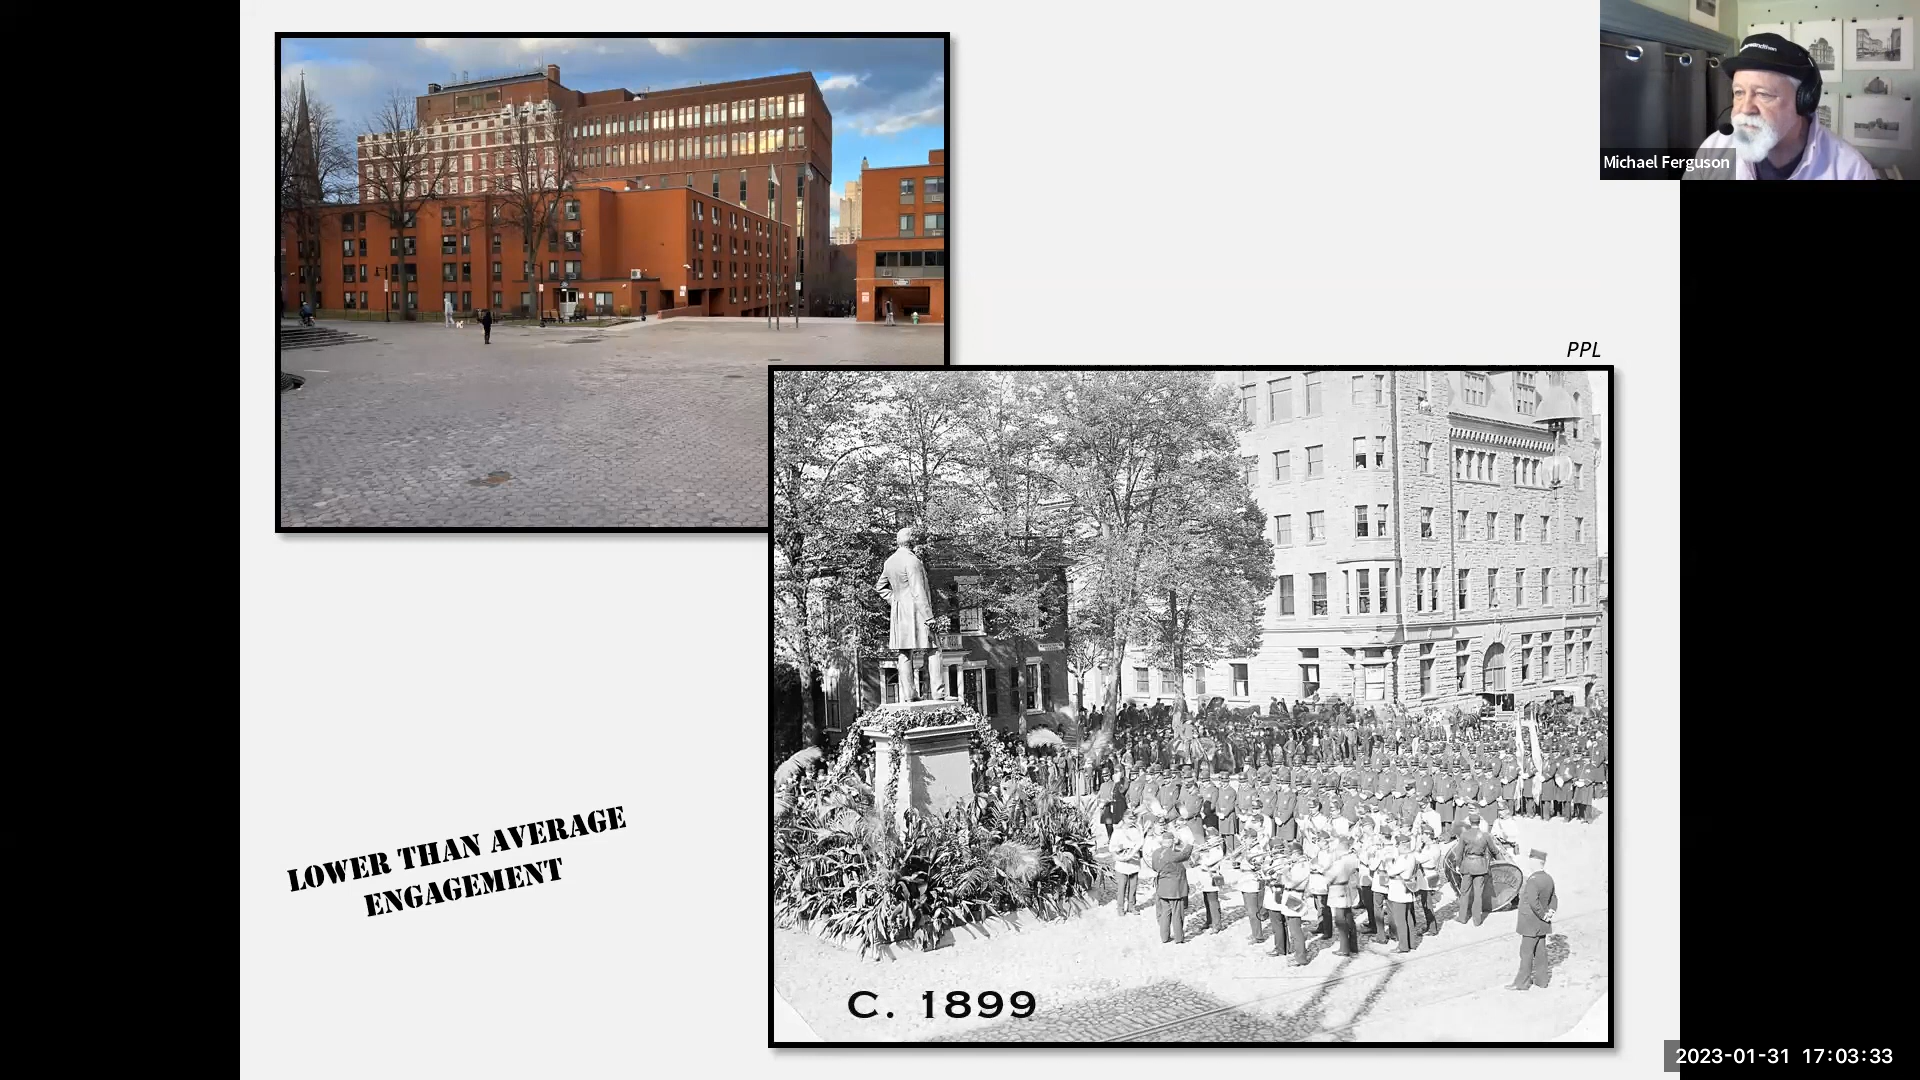 Michael Ferguson
PPL
LOWER THAN AVERAGE
ENGAGEMENT
C. 1899
2023-01-31 17:03:33